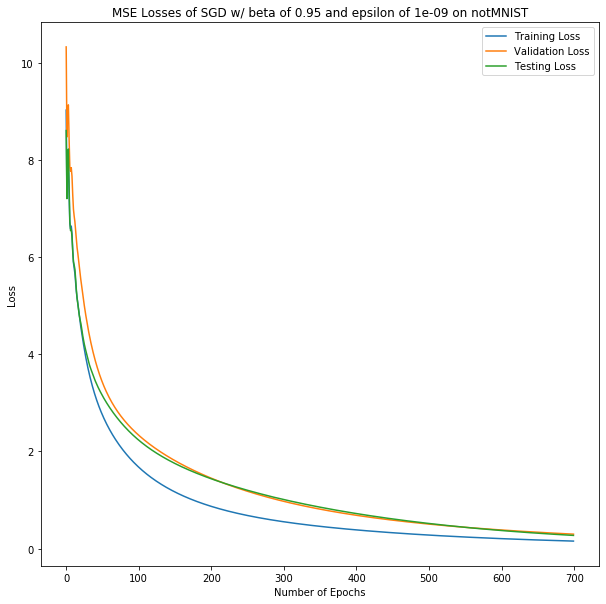 MSE Losses of SGD w/ beta of 0.95 and epsilon of 1e-09 on notMNIST
Training Loss
Validation Loss
Testing Loss
10
8
6
4
2
0
Loss
0 100 200 300 400 500 600 700
Number of Epochs